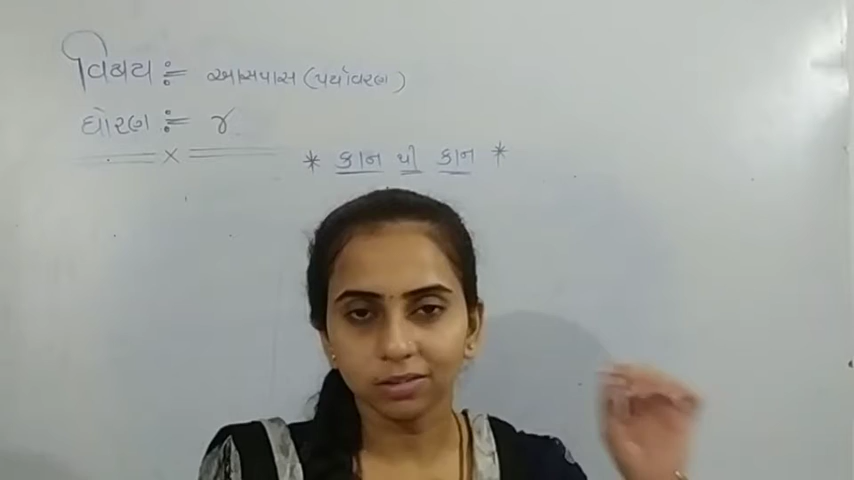 વિષય := આસપાસ (પર્યાવરણ)
ધોરણ := ૪
* કાન થી કાન *